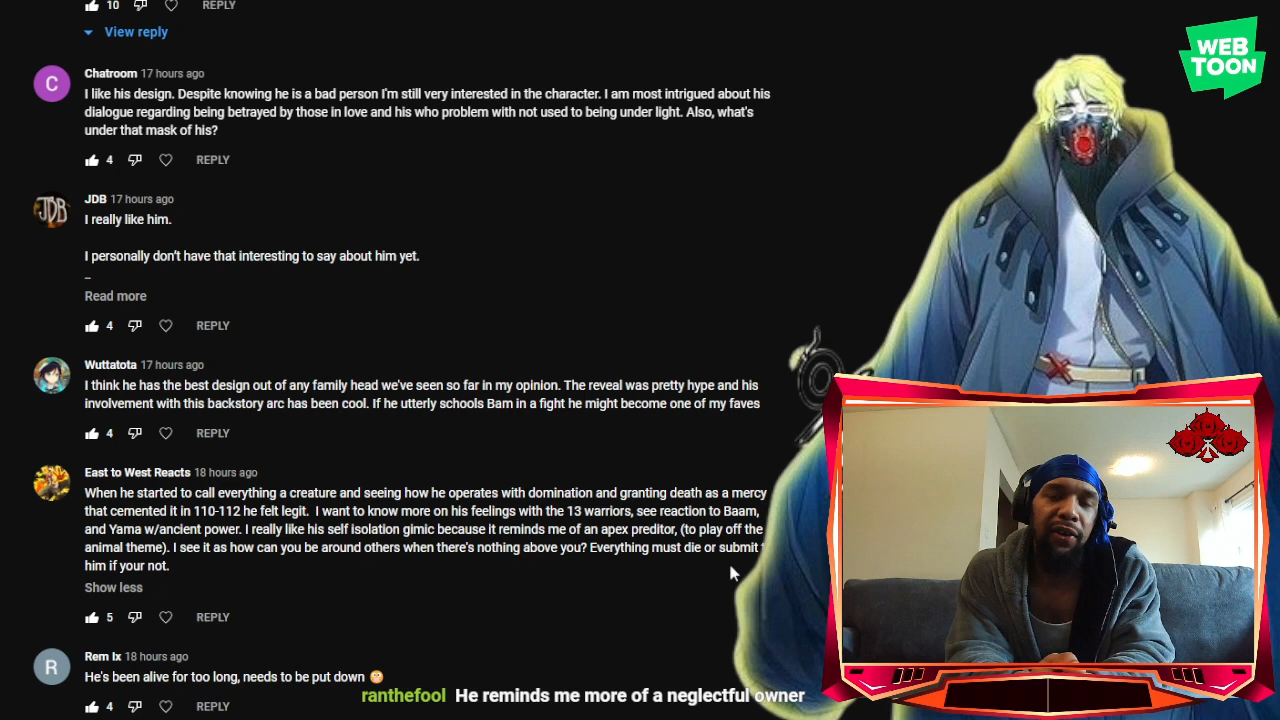 10 REPLY
View reply
WEB
TOON
C
Chatroom 17 hours ago
I like his design. Despite knowing he is a bad person I'm still very interested in the character. I am most intrigued about his
dialogue regarding being betrayed by those in love and his who problem with not used to being under light. Also, what's
under that mask of his?
4 REPLY
JDB
JDB 17 hours ago
I really like him.
I personally don't have that interesting to say about him yet.
_
Read more
4 REPLY
Wuttatota 17 hours ago
I think he has the best design out of any family head we've seen so far in my opinion. The reveal was pretty hype and his
involvement with this backstory arc has been cool. If he utterly schools Bam in a fight he might become one of my faves
4 REPLY
East to West Reacts 18 hours ago
When he started to call everything a creature and seeing how he operates with domination and granting death as a mercy
that cemented it in 110-112 he felt legit.  I want to know more on his feelings with the 13 warriors, see reaction to Baam,
and Yama w/ancient power. I really like his self isolation gimic because it reminds me of an apex preditor, (to play off the
animal theme). I see it as how can you be around others when there's nothing above you? Everything must die or submit
him if your not.
Show less
5 REPLY
R
Rem Ix 18 hours ago
He's been alive for too long, needs to be put down 🤔
ranthefool He reminds me more of a neglectful owner
4 REPLY